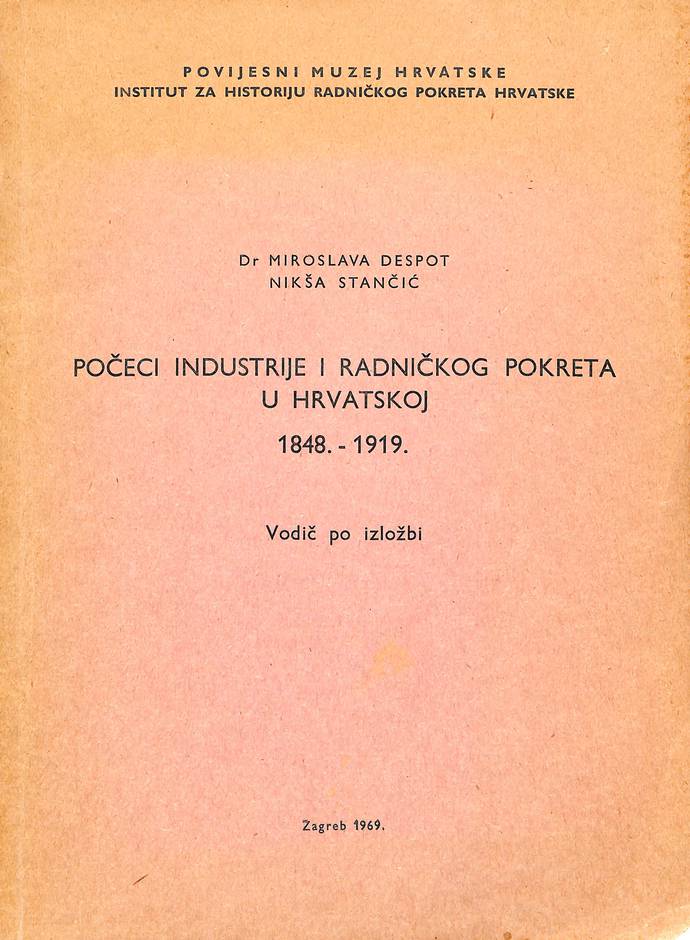 POVIJESNI MUZEJ HRVATSKE
INSTITUT ZA HISTORIJU RADNIČKOG POKRETA HRVATSKE
Dr MIROSLAVA DESPOT
NIKŠA STANČIĆ
POČECI INDUSTRIJE I RADNIČKOG POKRETA
U HRVATSKOJ
1848. - 1919.
Vodič po izložbi
Zagreb 1969.